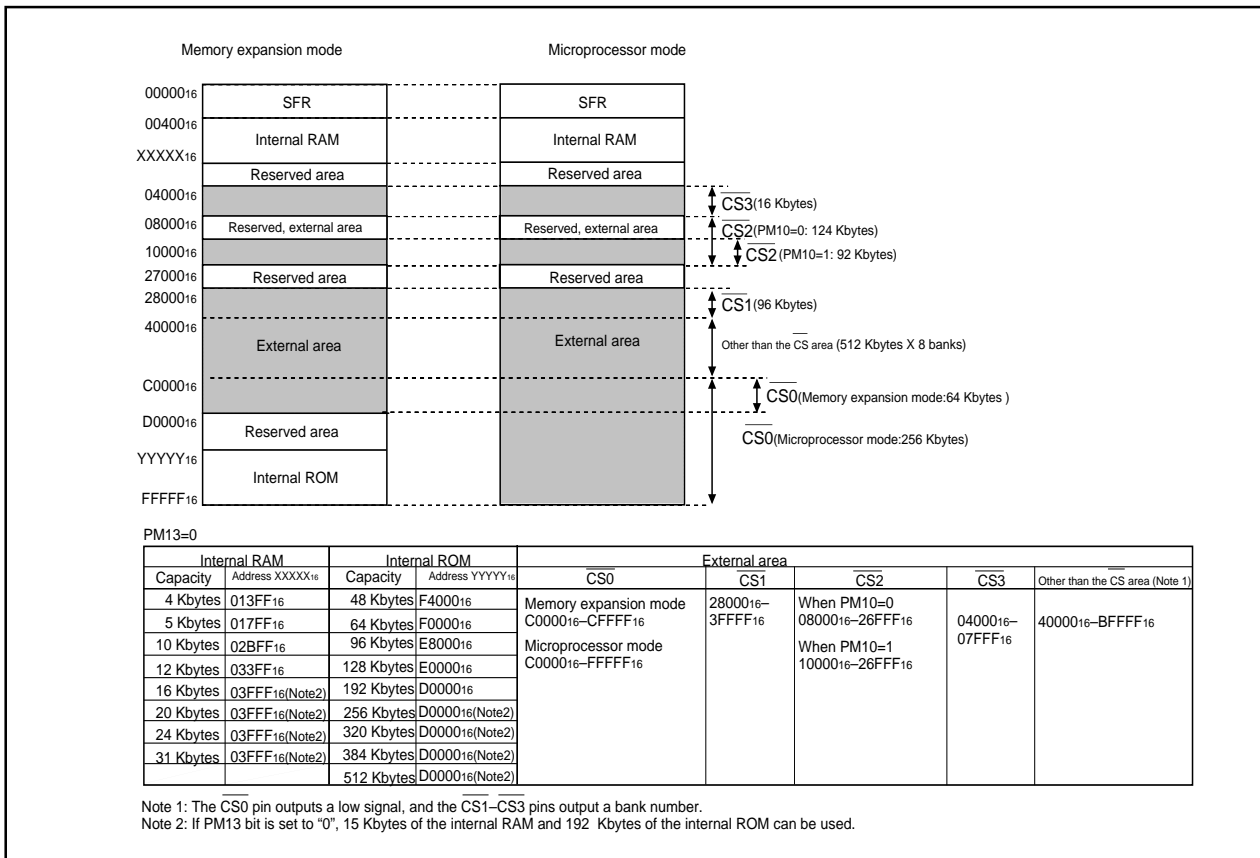 Memory expansion mode Microprocessor mode
0000016 SFR SFR
0040016 Internal RAM Internal RAM
XXXXX16
Reserved area Reserved area
0400016 CS3(16 Kbytes)
0800016 Reserved, external area Reserved, external area CS2(PM10=0: 124 Kbytes)
1000016 CS2(PM10=1: 92 Kbytes)
2700016 Reserved area Reserved area
2800016 CS1(96 Kbytes)
4000016 External area External area Other than the CS area (512 Kbytes X 8 banks)
C000016 CS0(Memory expansion mode:64 Kbytes )
D000016 Reserved area CS0(Microprocessor mode:256 Kbytes)
YYYYY16 Internal ROM
FFFFF16
PM13=0
Internal RAM Internal ROM External area
Capacity Address XXXXX16 Capacity Address YYYYY16 CS0 CS1 CS2 CS3 Other than the CS area (Note 1)
4 Kbytes 013FF16 48 Kbytes F400016 Memory expansion mode 2800016– When PM10=0
5 Kbytes 017FF16 64 Kbytes F000016 C000016–CFFFF16 3FFFF16 0800016–26FFF16 0400016– 4000016–BFFFF16
10 Kbytes 02BFF16 96 Kbytes E800016 Microprocessor mode When PM10=1 07FFF16
12 Kbytes 033FF16 128 Kbytes E000016 C000016–FFFFF16 1000016–26FFF16
16 Kbytes 03FFF16(Note2) 192 Kbytes D000016
20 Kbytes 03FFF16(Note2) 256 Kbytes D000016(Note2)
24 Kbytes 03FFF16(Note2) 320 Kbytes D000016(Note2)
31 Kbytes 03FFF16(Note2) 384 Kbytes D000016(Note2)
512 Kbytes D000016(Note2)
Note 1: The CS0 pin outputs a low signal, and the CS1–CS3 pins output a bank number.
Note 2: If PM13 bit is set to “0”, 15 Kbytes of the internal RAM and 192 Kbytes of the internal ROM can be used.